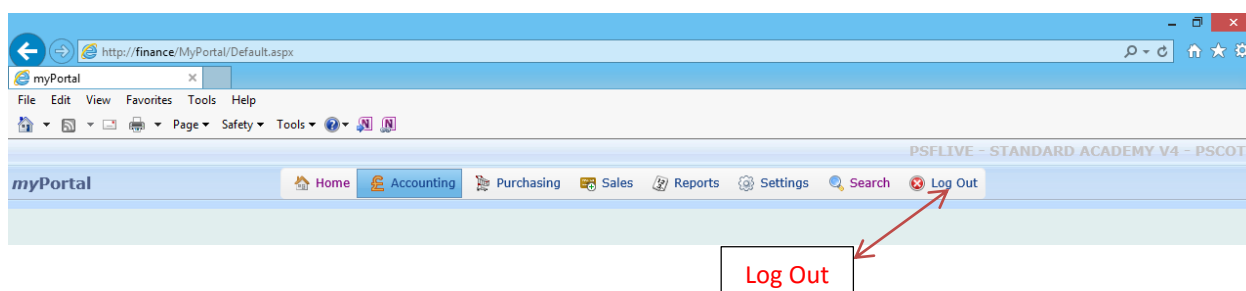 http://finance/MyPortal/Default.aspx
myPortal
File Edit View Favorites Tools Help
Page Safety Tools
PSFLIVE - STANDARD ACADEMY V4 - PSCOT
myPortal Home Accounting Purchasing Sales Reports Settings Search Log Out
Log Out